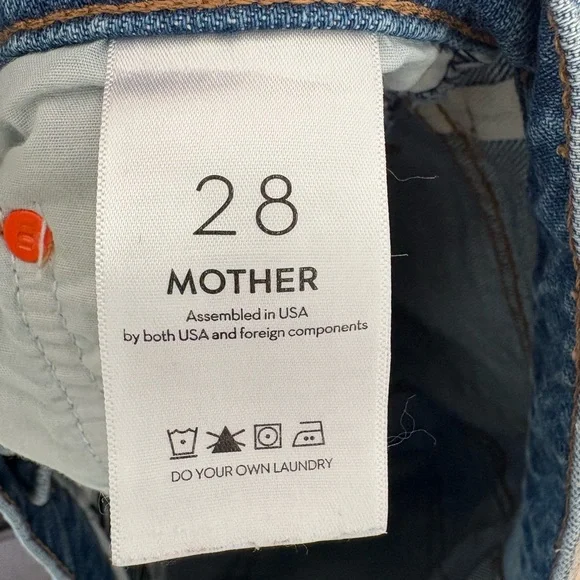 28
MOTHER
Assembled in USA
by both USA and foreign components
DO YOUR OWN LAUNDRY